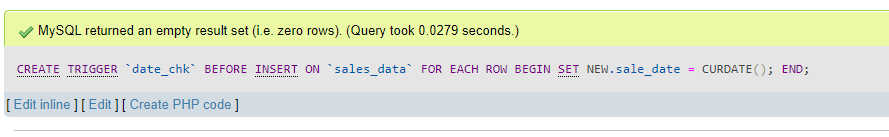 MySQL returned an empty result set (i.e. zero rows). (Query took 0.0279 seconds.)
CREATE TRIGGER `date_chk` BEFORE INSERT ON `sales_data` FOR EACH ROW BEGIN SET NEW.sale_date = CURDATE(); END;
[ Edit inline ] [ Edit ] [ Create PHP code ]